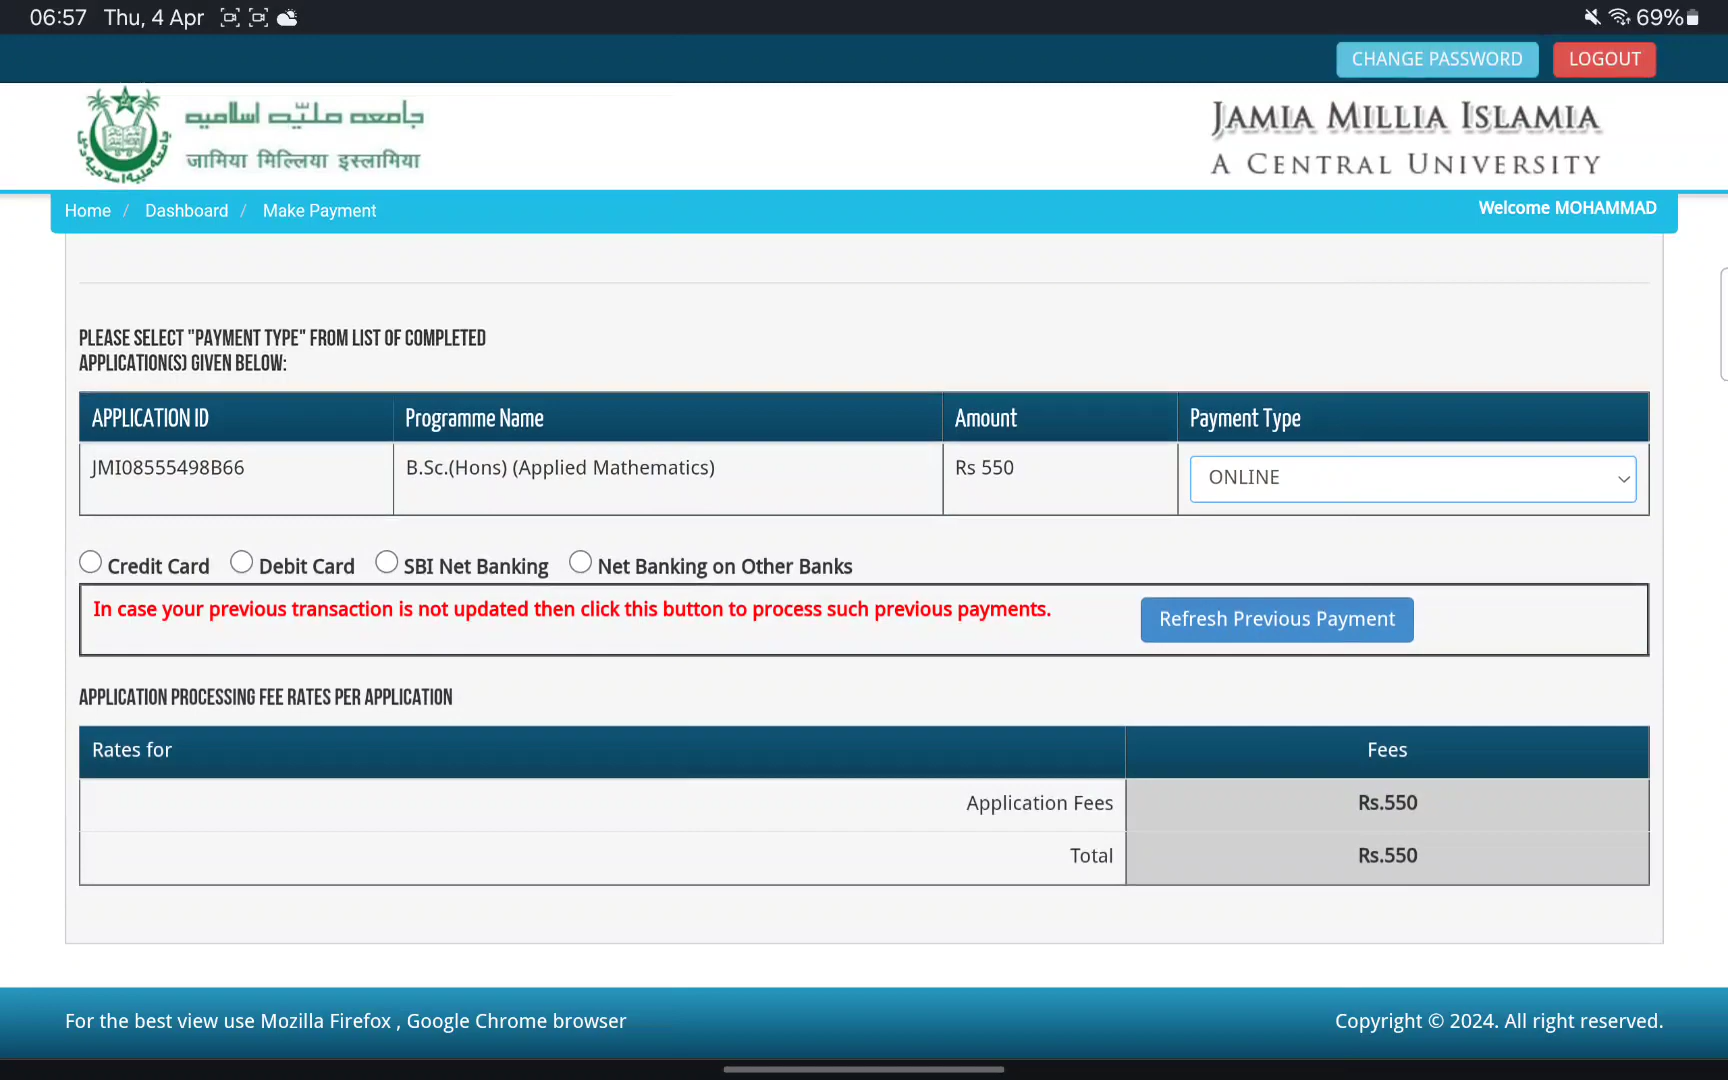 06:57 Thu, 4 Apr 69%
CHANGE PASSWORD LOGOUT
جامعه ملیّہ اسلامیہ
जामिया मिल्लिया इस्लामिया
JAMIA MILLIA ISLAMIA
A CENTRAL UNIVERSITY
Home / Dashboard / Make Payment Welcome MOHAMMAD
PLEASE SELECT "PAYMENT TYPE" FROM LIST OF COMPLETED
APPLICATION(S) GIVEN BELOW:
APPLICATION ID Programme Name Amount Payment Type
JMI08555498B66 B.Sc.(Hons) (Applied Mathematics) Rs 550 ONLINE
Credit Card Debit Card SBI Net Banking Net Banking on Other Banks
In case your previous transaction is not updated then click this button to process such previous payments. Refresh Previous Payment
APPLICATION PROCESSING FEE RATES PER APPLICATION
Rates for Fees
Application Fees Rs.550
Total Rs.550
For the best view use Mozilla Firefox , Google Chrome browser Copyright © 2024. All right reserved.